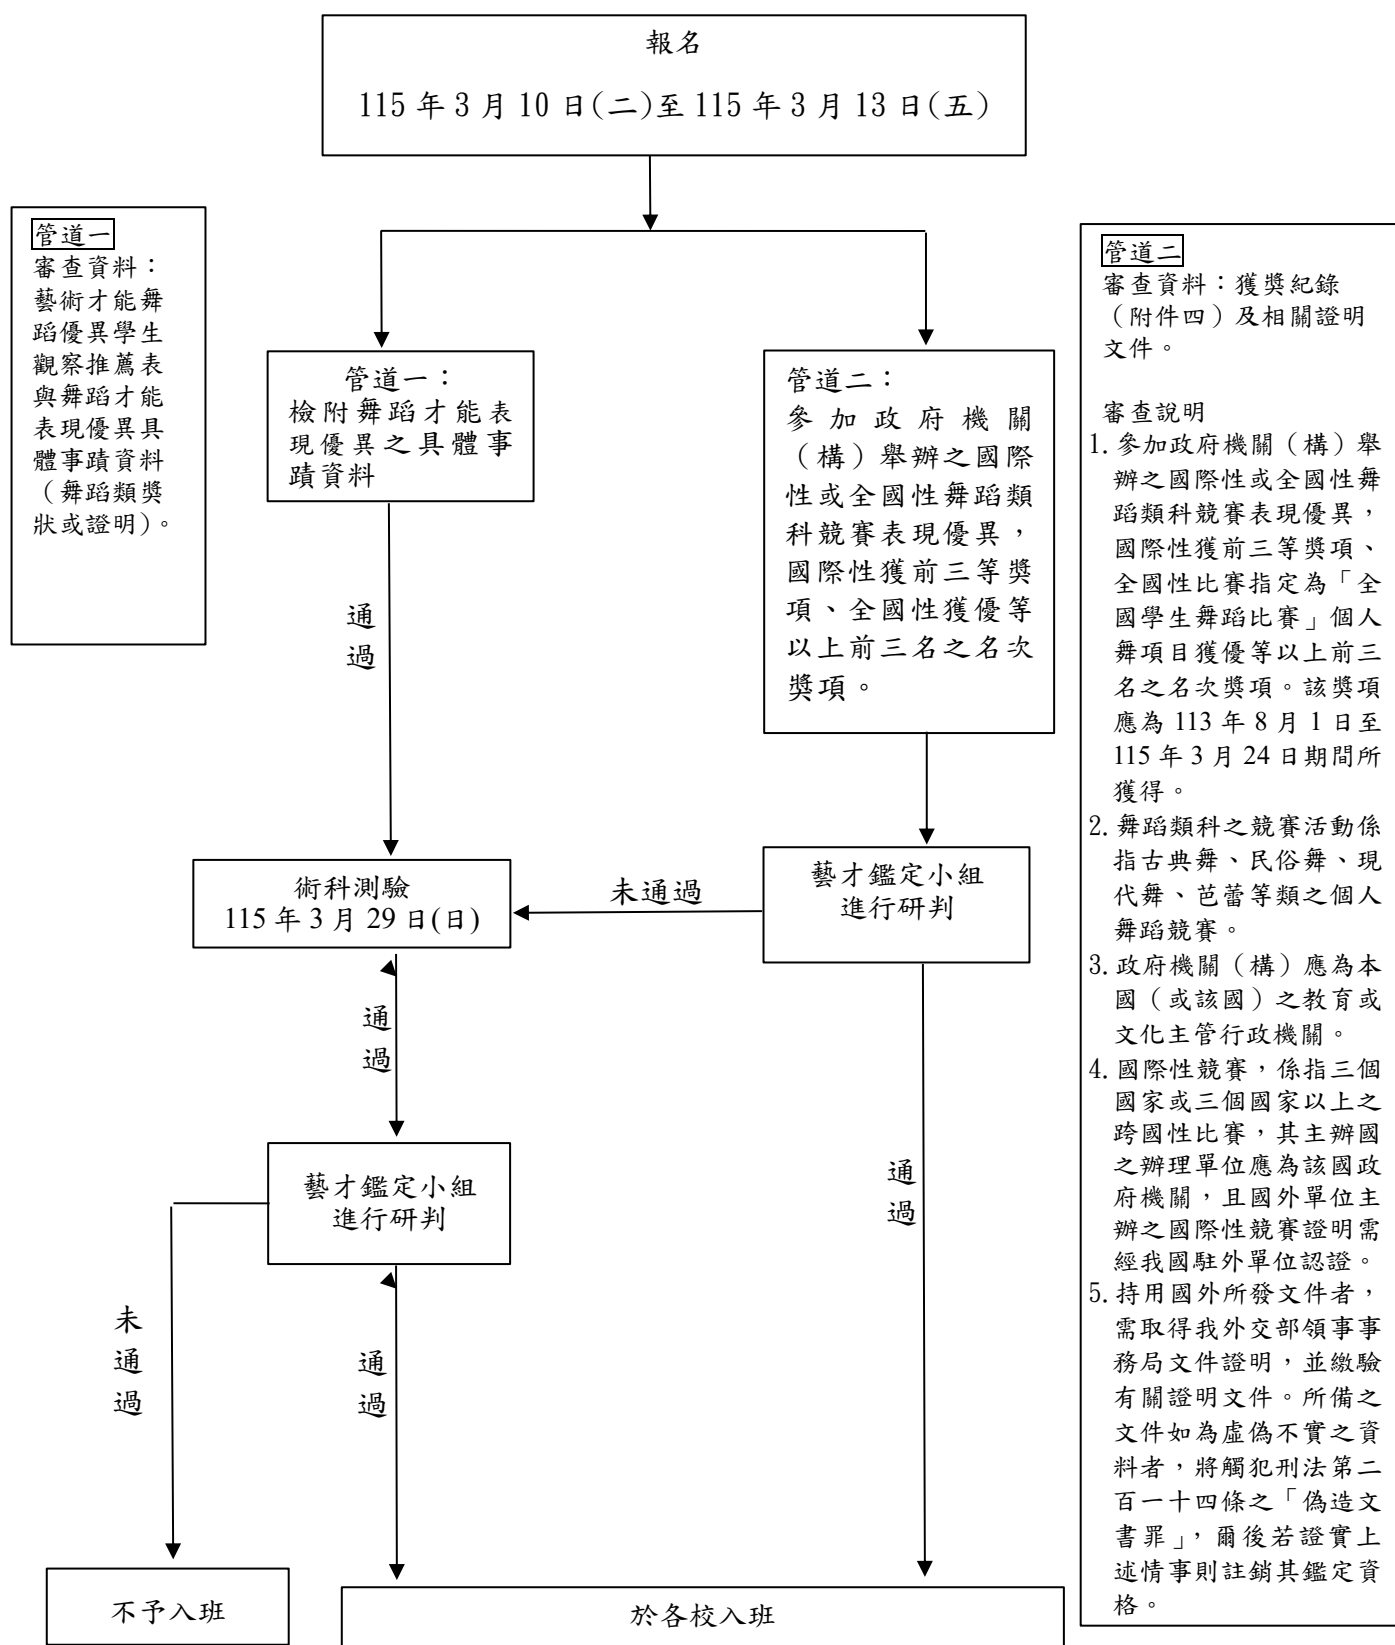 報名
115 年 3 月 10 日(二)至 115 年 3 月 13 日(五)
管道一
審查資料：
藝術才能舞
蹈優異學生
觀察推薦表
與舞蹈才能
表現優異具
體事蹟資料
（舞蹈類獎
狀或證明）。
管道一：
檢附舞蹈才能表
現優異之具體事
蹟資料
管道二：
參加政府機關
（構）舉辦之國際
性或全國性舞蹈類
科競賽表現優異，
國際性獲前三等獎
項、全國性獲優等
以上前三名之名次
獎項。
通
過
術科測驗
115 年 3 月 29 日(日)
未通過
藝才鑑定小組
進行研判
通
過
藝才鑑定小組
進行研判
通
過
未
通
過
通
過
不予入班
於各校入班
管道二
審查資料：獲獎紀錄
（附件四）及相關證明
文件。
審查說明
1. 參加政府機關（構）舉
辦之國際性或全國性舞
蹈類科競賽表現優異，
國際性獲前三等獎項、
全國性比賽指定為「全
國學生舞蹈比賽」個人
舞項目獲優等以上前三
名之名次獎項。該獎項
應為 113 年 8 月 1 日至
115 年 3 月 24 日期間所
獲得。
2. 舞蹈類科之競賽活動係
指古典舞、民俗舞、現
代舞、芭蕾等類之個人
舞蹈競賽。
3. 政府機關（構）應為本
國（或該國）之教育或
文化主管行政機關。
4. 國際性競賽，係指三個
國家或三個國家以上之
跨國性比賽，其主辦國
之辦理單位應為該國政
府機關，且國外單位主
辦之國際性競賽證明需
經我國駐外單位認證。
5. 持用國外所發文件者，
需取得我外交部領事事
務局文件證明，並繳驗
有關證明文件。所備之
文件如為虛偽不實之資
料者，將觸犯刑法第二
百一十四條之「偽造文
書罪」，爾後若證實上
述情事則註銷其鑑定資
格。